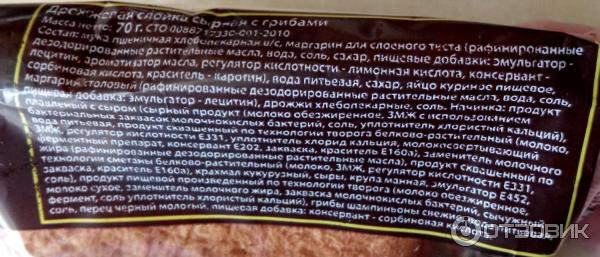 Дрожжевая слойка сырная с грибами
Масса нетто: 70 г. СТО 00887
Состав: мука пшеничная хлебопекарная в/с, маргарин для слоеного теста (рафинированные
дезодорированные растительные масла), вода, соль, сахар, пищевые добавки: эмульгатор -
лецитин, ароматизатор масла, регулятор кислотности - лимонная кислота, консервант -
сорбиновая кислота, краситель - каротин), вода питьевая, сахар, яйцо куриное пищевое,
маргарин столовый (рафинированные дезодорированные растительные масла, вода, соль,
пищевая добавка: эмульгатор - лецитин), дрожжи хлебопекарные, соль. Начинка: продукт
плавленый с сыром (сырный продукт (молоко обезжиренное, ЗМЖ с использованием
бактериальных заквасок молочнокислых бактерий, соль, уплотнитель хлористый кальций),
вода питьевая, продукт сквашенный по технологии творога белково-растительный (молоко,
ЗМЖ, регулятор кислотности Е331, уплотнитель хлорид кальция, молокосвертывающий
ферментный препарат, консервант Е202, закваска, краситель Е160а), заменитель молочного
жира (рафинированные дезодорированные растительные масла), продукт сквашенный по
технологии сметаны белково-растительный (молоко, ЗМЖ, регулятор кислотности Е331,
закваска, краситель Е160а), крахмал кукурузный, сыры, крупа манная, эмульгатор Е452,
соль), продукт пищевой произведенный по технологии творога (молоко обезжиренное,
молоко сухое, заменитель молочного жира, закваска молочнокислых бактерий, сычужный
фермент, соль уплотнитель хлористый кальций), грибы шампиньоны свежие,
соль, перец черный молотый, пищевая добавка: консервант - сорбиновая
ОТЗОВИК